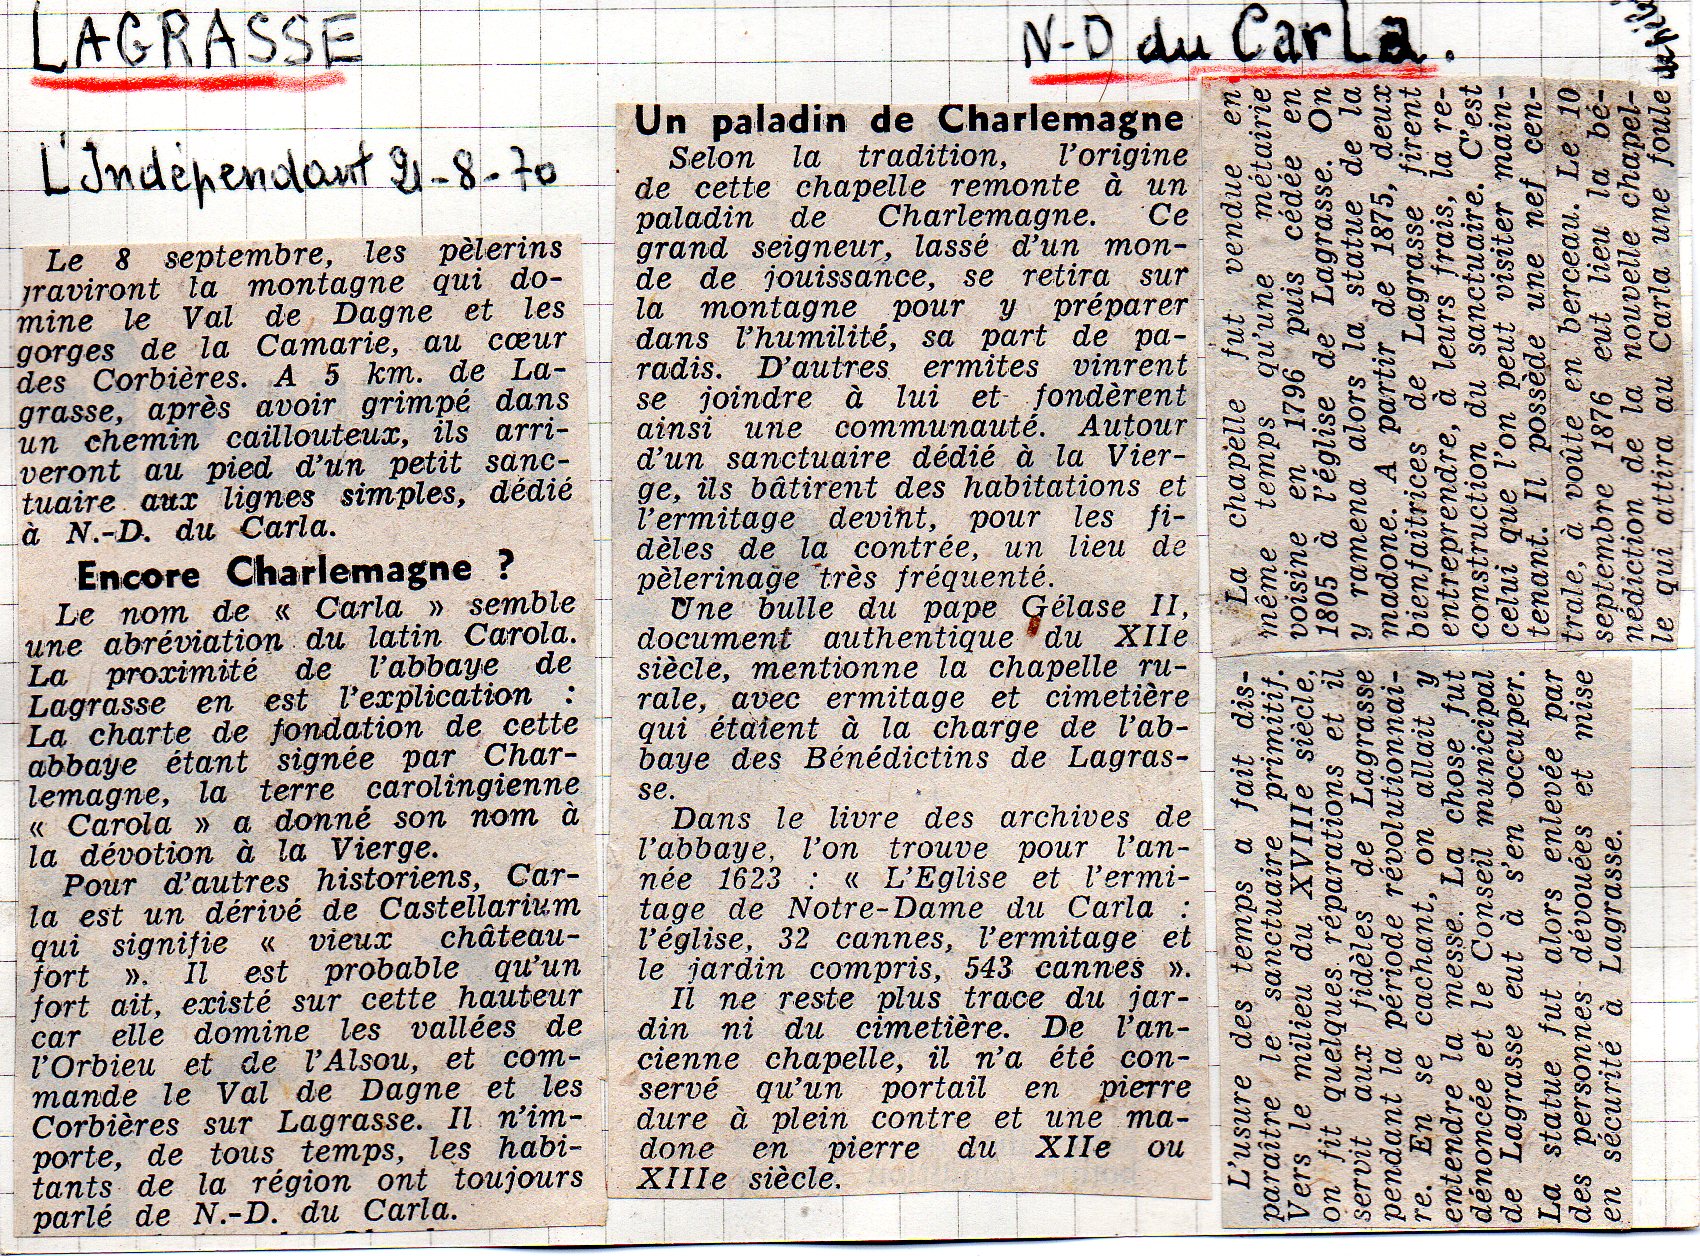 LAGRASSE
N-D du Carla.
L'Indépendant 21-8-70
Le 8 septembre, les pèlerins
graviront la montagne qui do-
mine le Val de Dagne et les
gorges de la Camarie, au cœur
des Corbières. A 5 km. de La-
grasse, après avoir grimpé dans
un chemin caillouteux, ils arri-
veront au pied d'un petit sanc-
tuaire aux lignes simples, dédié
à N.-D. du Carla.
Encore Charlemagne ?
Le nom de « Carla » semble
une abréviation du latin Carola.
La proximité de l'abbaye de
Lagrasse en est l'explication :
La charte de fondation de cette
abbaye étant signée par Char-
lemagne, la terre carolingienne
« Carola » a donné son nom à
la dévotion à la Vierge.
Pour d'autres historiens, Car-
la est un dérivé de Castellarium
qui signifie « vieux château-
fort ». Il est probable qu'un
fort ait, existé sur cette hauteur
car elle domine les vallées de
l'Orbieu et de l'Alsou, et com-
mande le Val de Dagne et les
Corbières sur Lagrasse. Il n'im-
porte, de tous temps, les habi-
tants de la région ont toujours
parlé de N.-D. du Carla.
Un paladin de Charlemagne
Selon la tradition, l'origine
de cette chapelle remonte à un
paladin de Charlemagne. Ce
grand seigneur, lassé d'un mon-
de de jouissance, se retira sur
la montagne pour y préparer
dans l'humilité, sa part de pa-
radis. D'autres ermites vinrent
se joindre à lui et fondèrent
ainsi une communauté. Autour
d'un sanctuaire dédié à la Vier-
ge, ils bâtirent des habitations et
l'ermitage devint, pour les fi-
dèles de la contrée, un lieu de
pèlerinage très fréquenté.
Une bulle du pape Gélase II,
document authentique du XIIe
siècle, mentionne la chapelle ru-
rale, avec ermitage et cimetière
qui étaient à la charge de l'ab-
baye des Bénédictins de Lagras-
se.
Dans le livre des archives de
l'abbaye, l'on trouve pour l'an-
née 1623 : « L'Eglise et l'ermi-
tage de Notre-Dame du Carla :
l'église, 32 cannes, l'ermitage et
le jardin compris, 543 cannes ».
Il ne reste plus trace du jar-
din ni du cimetière. De l'an-
cienne chapelle, il n'a été con-
servé qu'un portail en pierre
dure à plein contre et une ma-
done en pierre du XIIe ou
XIIIe siècle.
L'usure des temps a fait dis-
paraître le sanctuaire primitif.
Vers le milieu du XVIIIe siècle,
on fit quelques réparations et il
servit aux fidèles de Lagrasse
pendant la période révolutionnai-
re. En se cachant, on allait y
entendre la messe. La chose fut
démoncée et le Conseil municipal
de Lagrasse eut à s'en occuper.
La statue fut alors enlevée par
des personnes dévouées et mise
en sécurité à Lagrasse.
La chapelle fut vendue en
même temps qu'une métairie
voisine en 1796 puis cédée en
1805 à l'église de Lagrasse. On
y ramena alors la statue de la
madone. A partir de 1875, deux
bienfaitrices de Lagrasse firent
entreprendre, à leurs frais, la re-
construction du sanctuaire. C'est
celui que l'on peut visiter main-
tenant. Il possède une nef cen-
trale, à voûte en berceau. Le 10
septembre 1876 eut lieu la bé-
nédiction de la nouvelle chapel-
le qui attira au Carla une foule